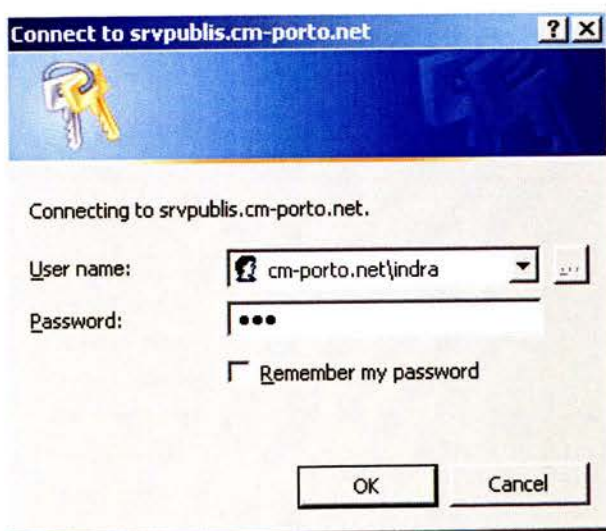 Connect to srvpublis.cm-porto.net
Connecting to srvpublis.cm-porto.net.
User name: cm-porto.net\indra ...
Password: •••
Remember my password
OK Cancel